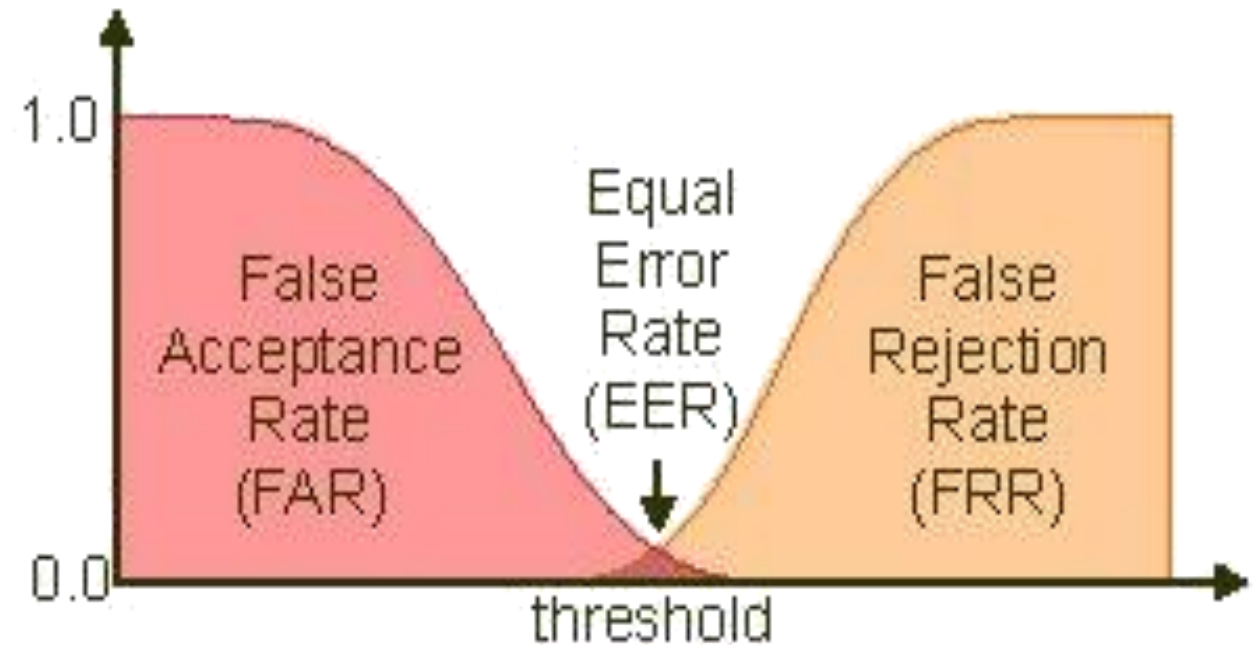 1.0
False
Acceptance
Rate
(FAR)
Equal
Error
Rate
(EER)
False
Rejection
Rate
(FRR)
0.0
threshold